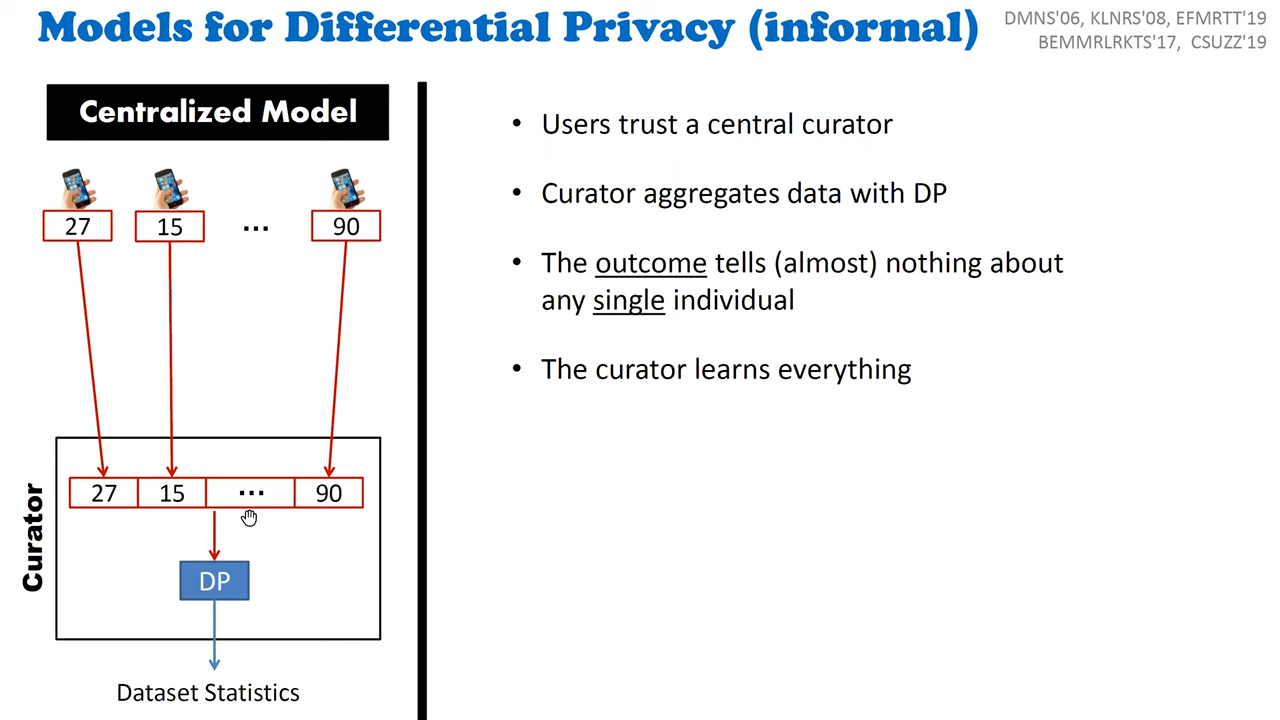 Models for Differential Privacy (informal)
DMNS'06, KLNRS'08, EFMRTT'19
BEMMRLRKTS'17, CSUZZ'19
Centralized Model
27 15 ... 90
Curator
27 15 ... 90
DP
Dataset Statistics
• Users trust a central curator
• Curator aggregates data with DP
• The outcome tells (almost) nothing about
any single individual
• The curator learns everything